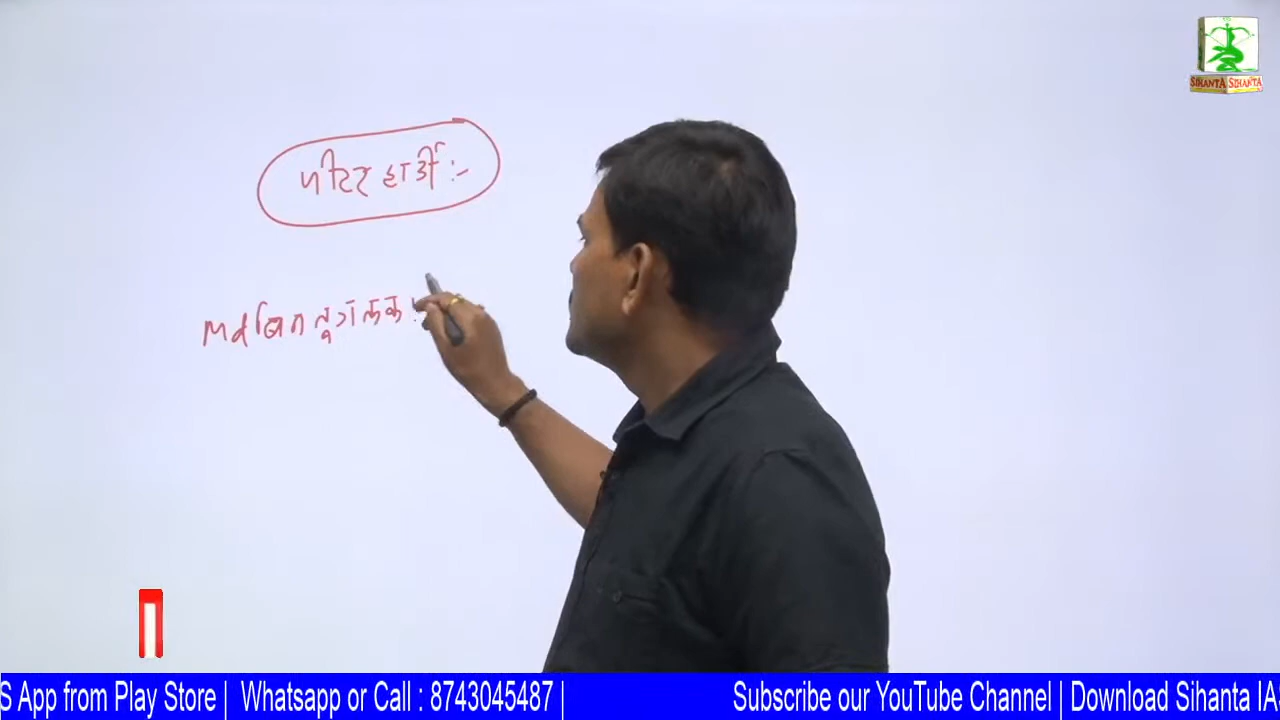 SIHANTA SIHANTA
पीटर हार्डी :-
मद बिन तुगलक :
S App from Play Store | Whatsapp or Call : 8743045487 | Subscribe our YouTube Channel | Download Sihanta IA